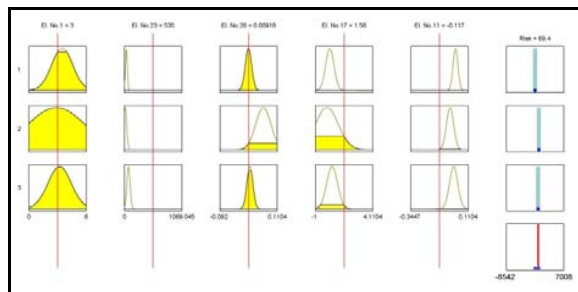 El. No.1 = 3
El. No.23 = 535
El. No.26 = 0.00916
El. No.17 = 1.56
El. No.11 = -0.117
Risk = 69.4
1
2
3
0 6
0 1069.045
-0.092 0.1104
-1 4.1104
-0.3447 0.1104
-8542 7008